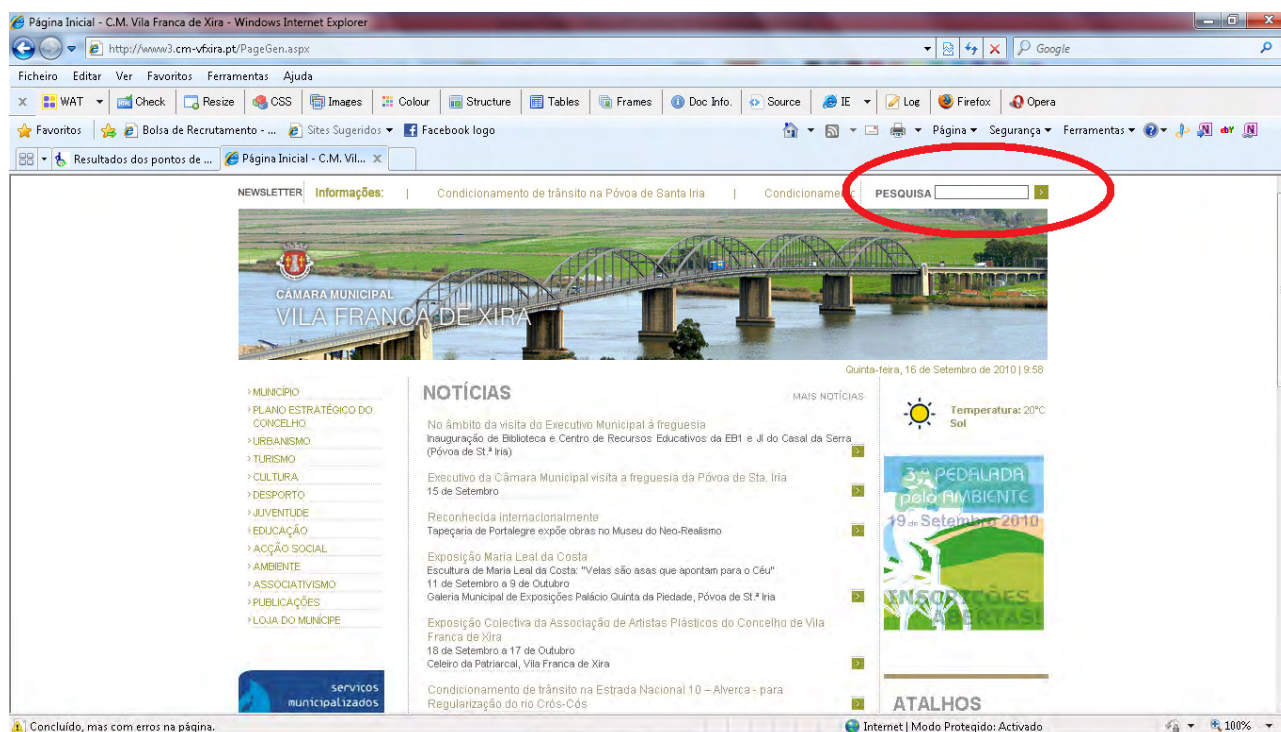 Página Inicial - C.M. Vila Franca de Xira - Windows Internet Explorer
http://www3.cm-vfxira.pt/PageGen.aspx
Google
Ficheiro Editar Ver Favoritos Ferramentas Ajuda
X WAT Check Resize CSS Images Colour Structure Tables Frames Doc Info. Source IE Log Firefox Opera
Favoritos Bolsa de Recrutamento - ... Sites Sugeridos Facebook logo Página Segurança Ferramentas
Resultados dos pontos de ... Página Inicial - C.M. Vil... X
NEWSLETTER Informações: | Condicionamento de trânsito na Póvoa de Santa Iria | PESQUISA
CÂMARA MUNICIPAL
VILA FRANCA DE XIRA
Quinta-feira, 16 de Setembro de 2010 | 9:58
MUNICÍPIO
PLANO ESTRATÉGICO DO
CONCELHO
URBANISMO
TURISMO
CULTURA
DESPORTO
JUVENTUDE
EDUCAÇÃO
ACÇÃO SOCIAL
AMBIENTE
ASSOCIATIVISMO
PUBLICAÇÕES
LOJA DO MUNÍCIPE
serviços
municipalizados
NOTÍCIAS
MAIS NOTÍCIAS
No âmbito da visita do Executivo Municipal à freguesia
Inauguração de Biblioteca e Centro de Recursos Educativos da EB1 e JI do Casal da Serra
(Póvoa de St.ª Iria)
Executivo da Câmara Municipal visita a freguesia da Póvoa de Sta. Iria
15 de Setembro
Reconhecida internacionalmente
Tapeçaria de Portalegre expõe obras no Museu do Neo-Realismo
Exposição Maria Leal da Costa
Escultura de Maria Leal da Costa: "Velas são asas que apontam para o Céu"
11 de Setembro a 9 de Outubro
Galeria Municipal de Exposições Palácio Quinta da Piedade, Póvoa de St.ª Iria
Exposição Colectiva da Associação de Artistas Plásticos do Concelho de Vila
Franca de Xira
18 de Setembro a 17 de Outubro
Celeiro da Patriarcal, Vila Franca de Xira
Condicionamento de trânsito na Estrada Nacional 10 – Alverca - para
Regularização do rio Crós-Cós
Temperatura: 20ºC
Sol
3.ª PEDALADA
pelo AMBIENTE
19 de Setembro 2010
INSCRIÇÕES
ABERTAS!
ATALHOS
Concluído, mas com erros na página.
Internet | Modo Protegido: Activado
100%